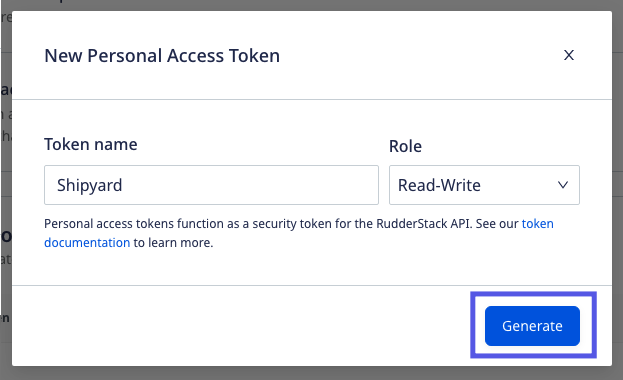 New Personal Access Token
Token name
Role
Shipyard
Read-Write
Personal access tokens function as a security token for the RudderStack API. See our token
documentation to learn more.
Generate